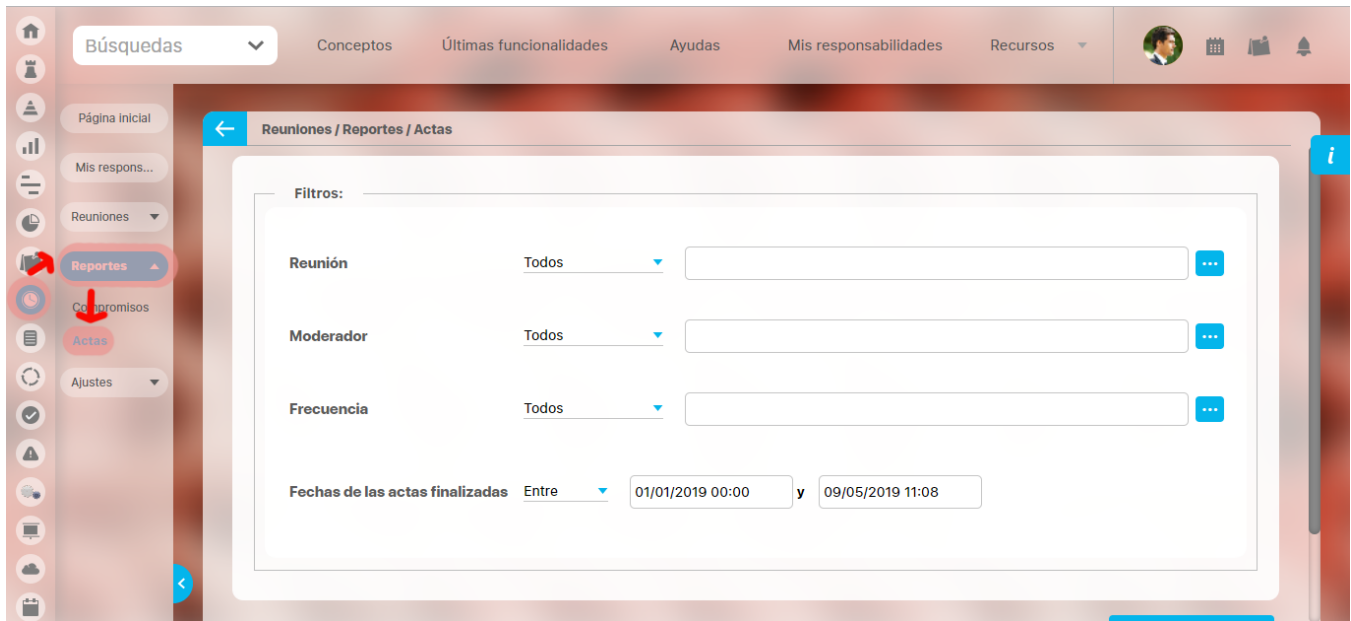 Búsquedas
Conceptos
Últimas funcionalidades
Ayudas
Mis responsabilidades
Recursos
Página inicial
Mis respons...
Reuniones
Reportes
Compromisos
Actas
Ajustes
Reuniones / Reportes / Actas
i
Filtros:
Reunión Todos
Moderador Todos
Frecuencia Todos
Fechas de las actas finalizadas Entre 01/01/2019 00:00 y 09/05/2019 11:08